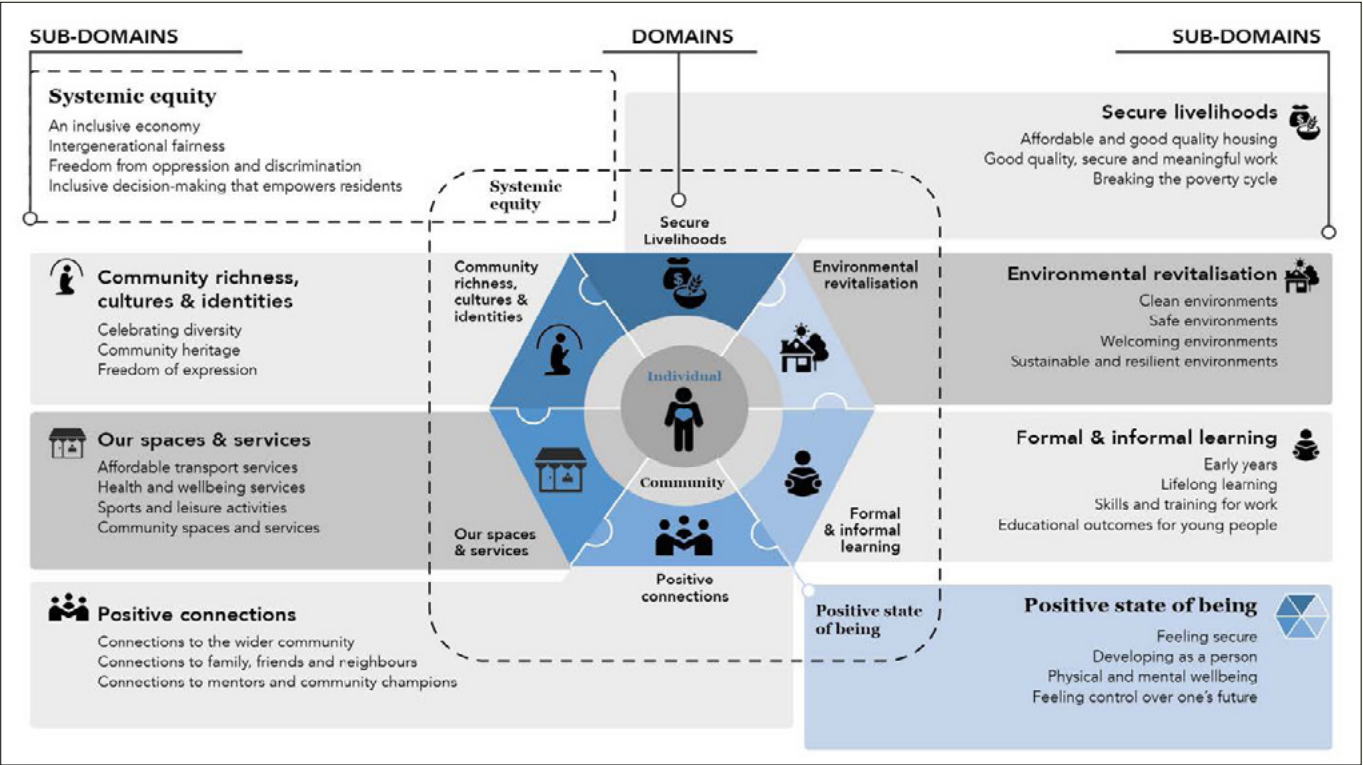 SUB-DOMAINS
DOMAINS
SUB-DOMAINS
Systemic equity
An inclusive economy
Intergenerational fairness
Freedom from oppression and discrimination
Inclusive decision-making that empowers residents
Secure livelihoods
Affordable and good quality housing
Good quality, secure and meaningful work
Breaking the poverty cycle
Systemic
equity
Secure
Livelihoods
Community
richness,
cultures &
identities
Environmental
revitalisation
Community richness,
cultures & identities
Celebrating diversity
Community heritage
Freedom of expression
Environmental revitalisation
Clean environments
Safe environments
Welcoming environments
Sustainable and resilient environments
Individual
Community
Our spaces & services
Affordable transport services
Health and wellbeing services
Sports and leisure activities
Community spaces and services
Formal & informal learning
Early years
Lifelong learning
Skills and training for work
Educational outcomes for young people
Our spaces
& services
Formal
& informal
learning
Positive
connections
Positive connections
Connections to the wider community
Connections to family, friends and neighbours
Connections to mentors and community champions
Positive state
of being
Positive state of being
Feeling secure
Developing as a person
Physical and mental wellbeing
Feeling control over one's future